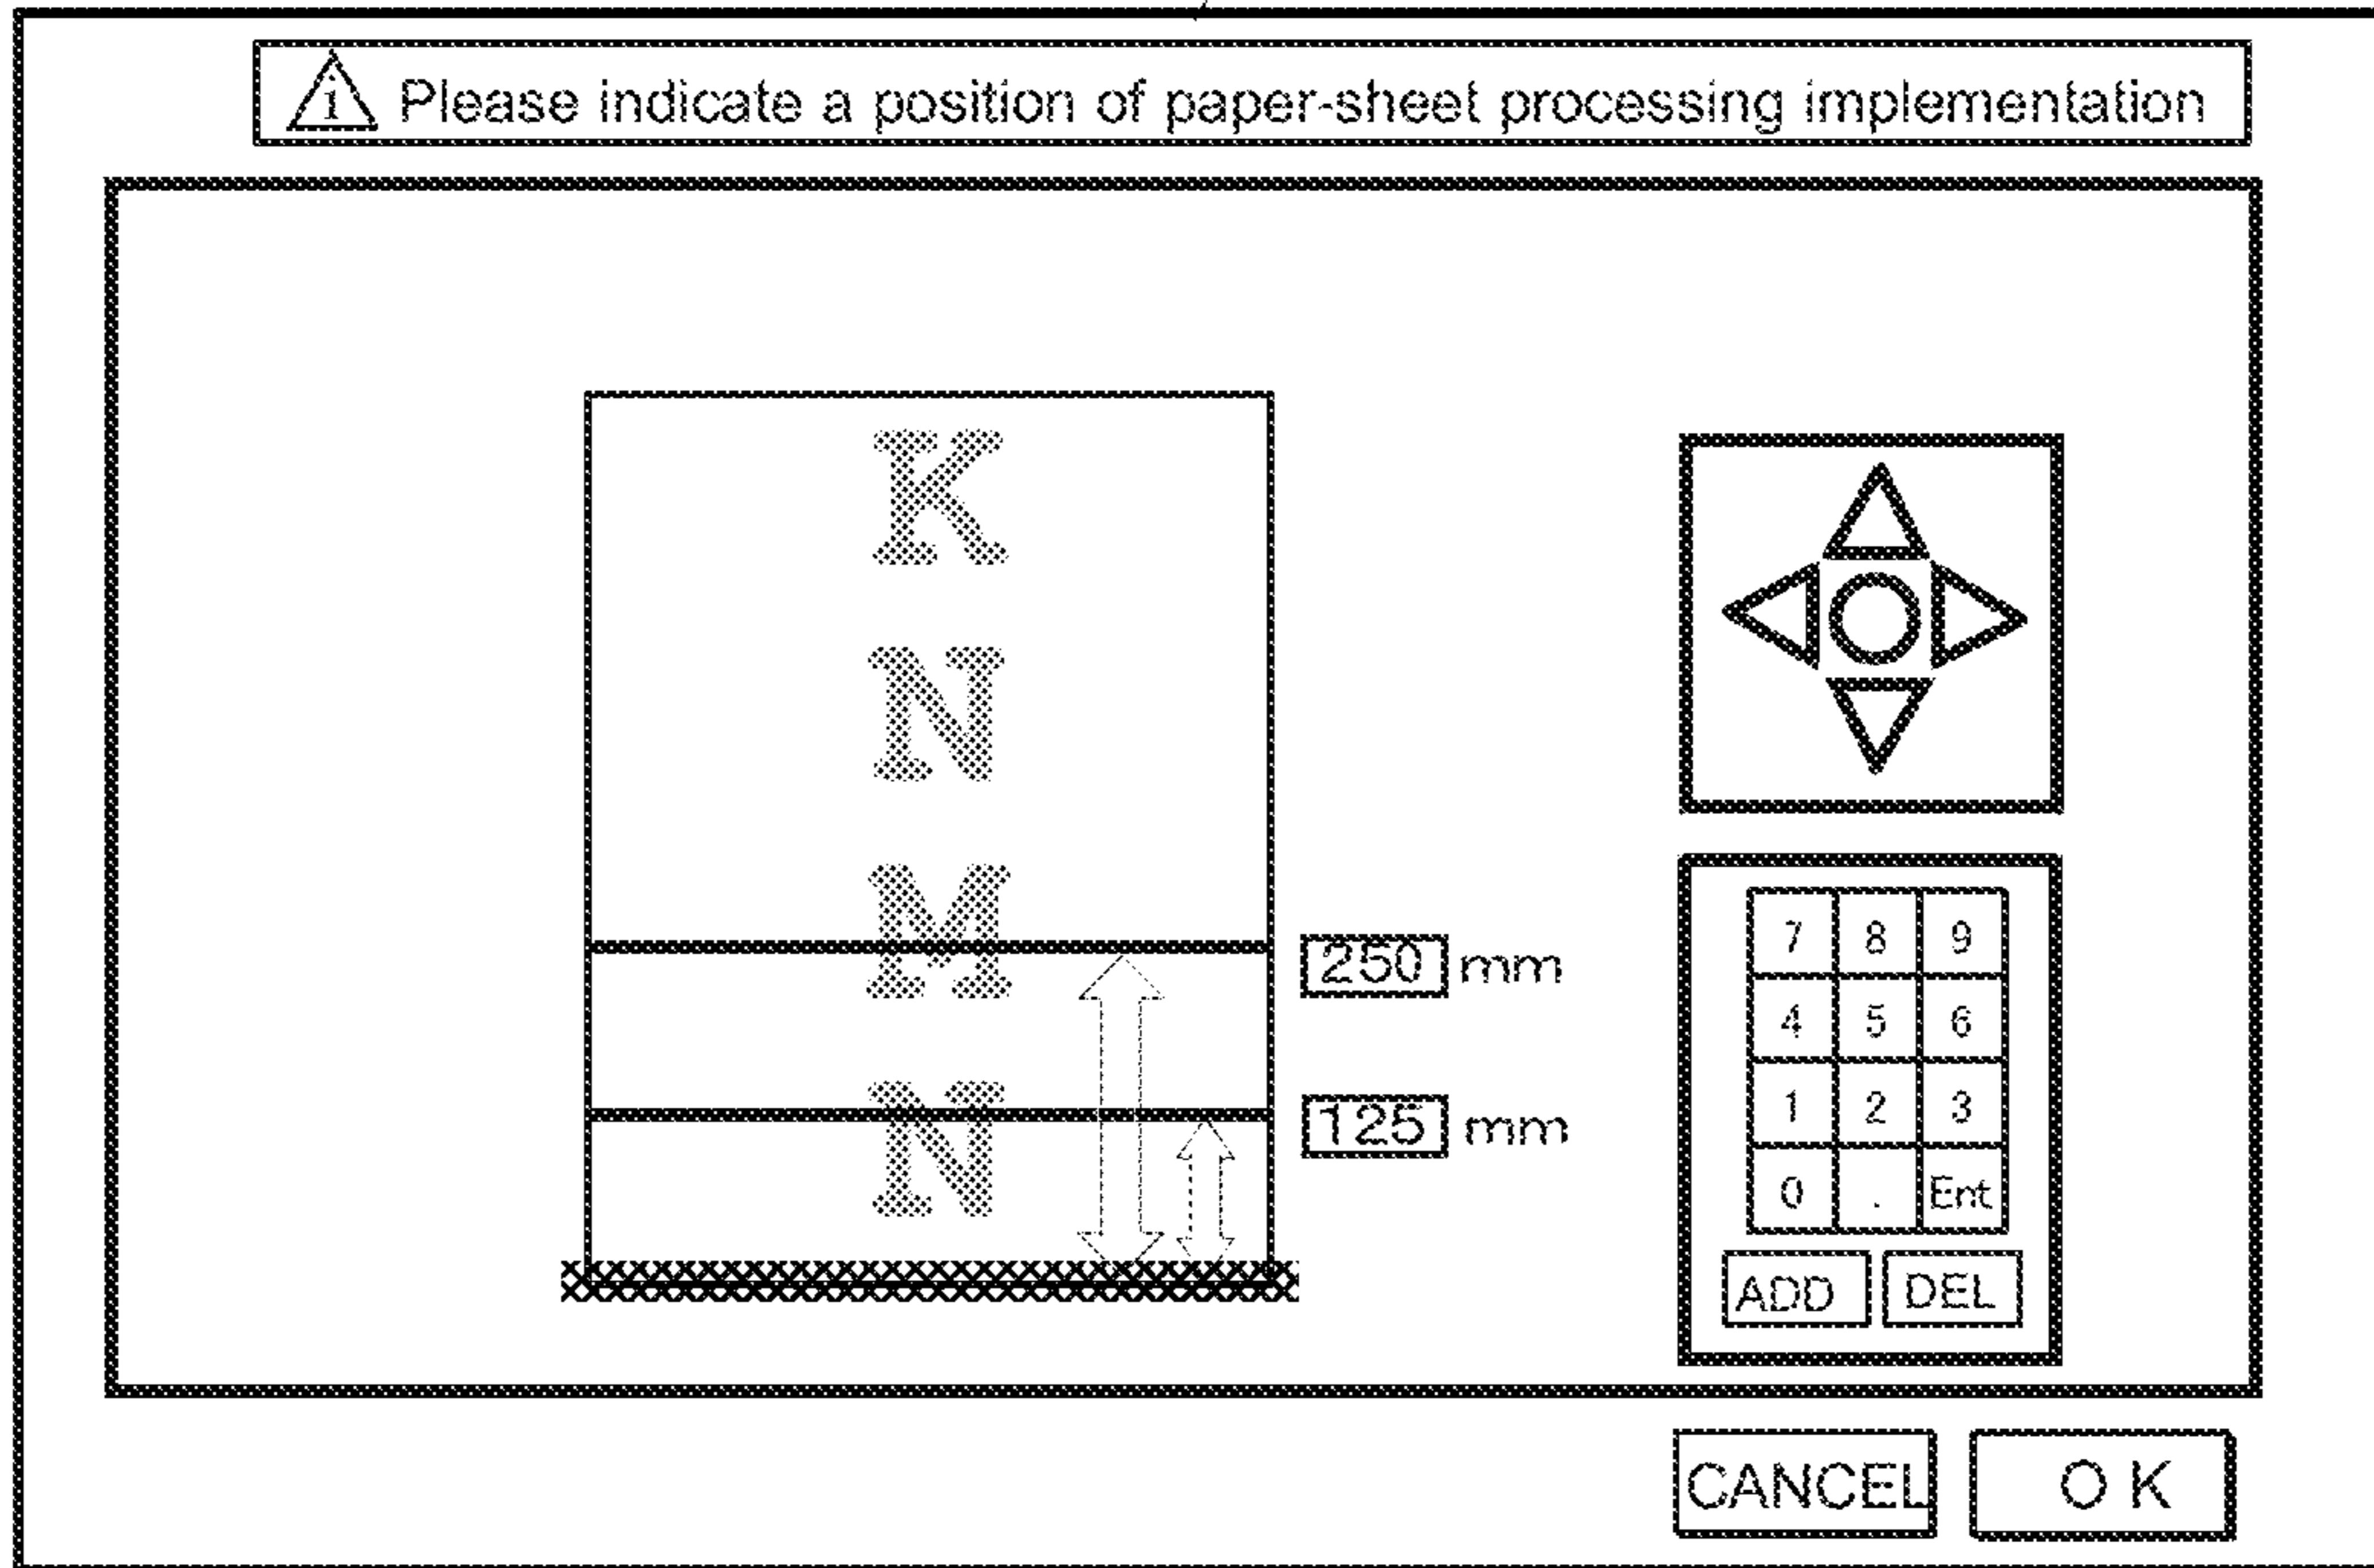 i Please indicate a position of paper-sheet processing implementation
K
N
M
250 mm
N
125 mm
7 8 9
4 5 6
1 2 3
0 . Ent
ADD DEL
CANCEL OK